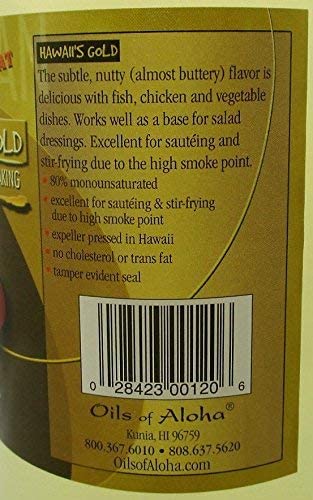 HAWAII'S GOLD
The subtle, nutty (almost buttery) flavor is
delicious with fish, chicken and vegetable
dishes. Works well as a base for salad
dressings. Excellent for sautéing and
stir-frying due to the high smoke point.
• 80% monounsaturated
• excellent for sautéing & stir-frying
due to high smoke point
• expeller pressed in Hawaii
• no cholesterol or trans fat
• tamper evident seal
0 28423 00120 6
Oils of Aloha®
Kunia, HI 96759
800.367.6010 • 808.637.5620
OilsofAloha.com